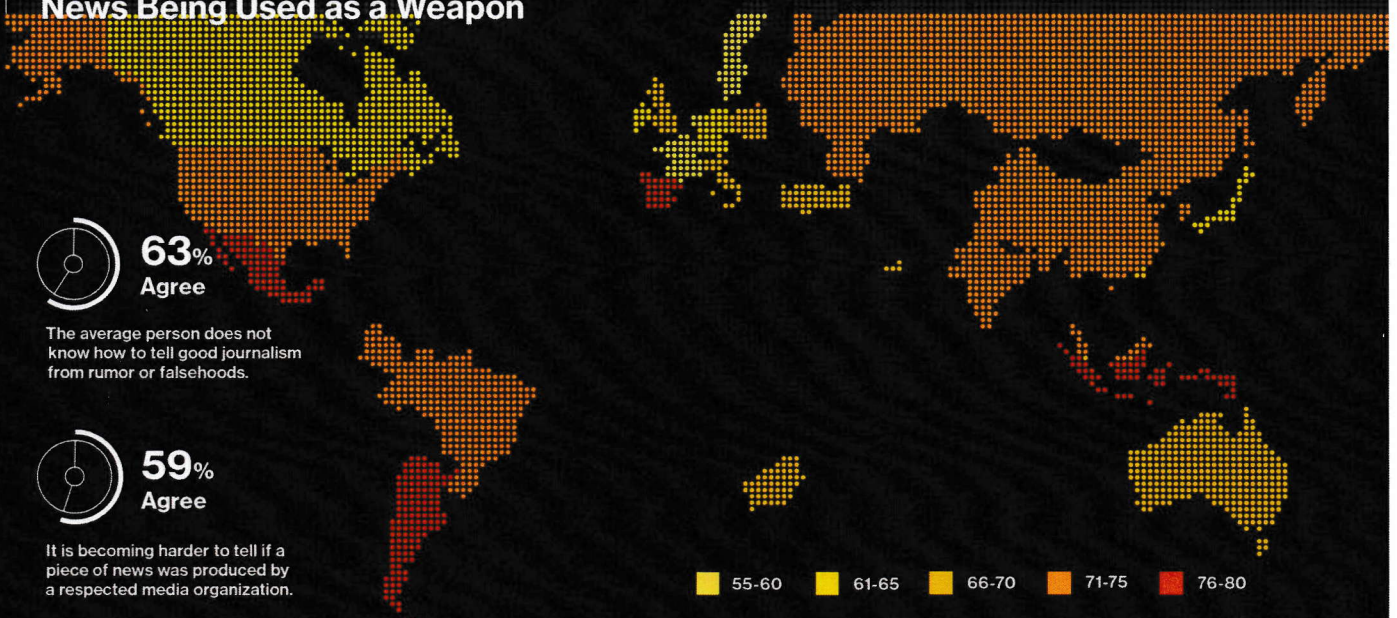 News Being Used as a Weapon
63%
Agree
The average person does not
know how to tell good journalism
from rumor or falsehoods.
59%
Agree
It is becoming harder to tell if a
piece of news was produced by
a respected media organization.
55-60 61-65 66-70 71-75 76-80